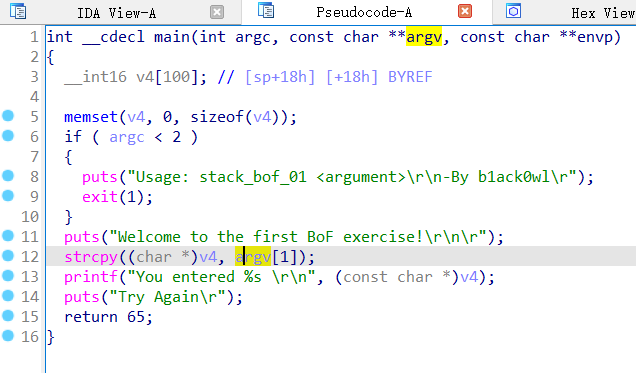 IDA View-A Pseudocode-A Hex View
1 int __cdecl main(int argc, const char **argv, const char **envp)
2 {
3 __int16 v4[100]; // [sp+18h] [+18h] BYREF
4
5 memset(v4, 0, sizeof(v4));
6 if ( argc < 2 )
7 {
8 puts("Usage: stack_bof_01 <argument>\r\n-By b1ack0wl\r");
9 exit(1);
10 }
11 puts("Welcome to the first BoF exercise!\r\n\r");
12 strcpy((char *)v4, argv[1]);
13 printf("You entered %s \r\n", (const char *)v4);
14 puts("Try Again\r");
15 return 65;
16 }